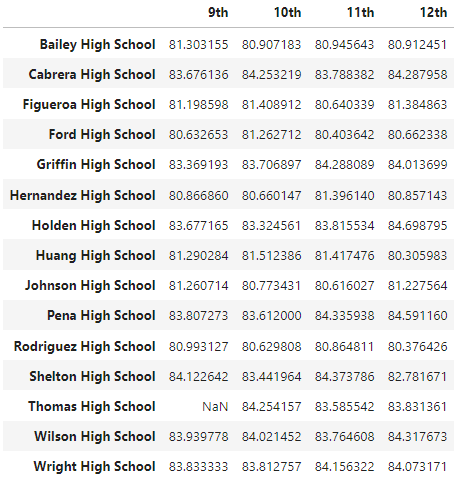 9th 10th 11th 12th
Bailey High School 81.303155 80.907183 80.945643 80.912451
Cabrera High School 83.676136 84.253219 83.788382 84.287958
Figueroa High School 81.198598 81.408912 80.640339 81.384863
Ford High School 80.632653 81.262712 80.403642 80.662338
Griffin High School 83.369193 83.706897 84.288089 84.013699
Hernandez High School 80.866860 80.660147 81.396140 80.857143
Holden High School 83.677165 83.324561 83.815534 84.698795
Huang High School 81.290284 81.512386 81.417476 80.305983
Johnson High School 81.260714 80.773431 80.616027 81.227564
Pena High School 83.807273 83.612000 84.335938 84.591160
Rodriguez High School 80.993127 80.629808 80.864811 80.376426
Shelton High School 84.122642 83.441964 84.373786 82.781671
Thomas High School NaN 84.254157 83.585542 83.831361
Wilson High School 83.939778 84.021452 83.764608 84.317673
Wright High School 83.833333 83.812757 84.156322 84.073171